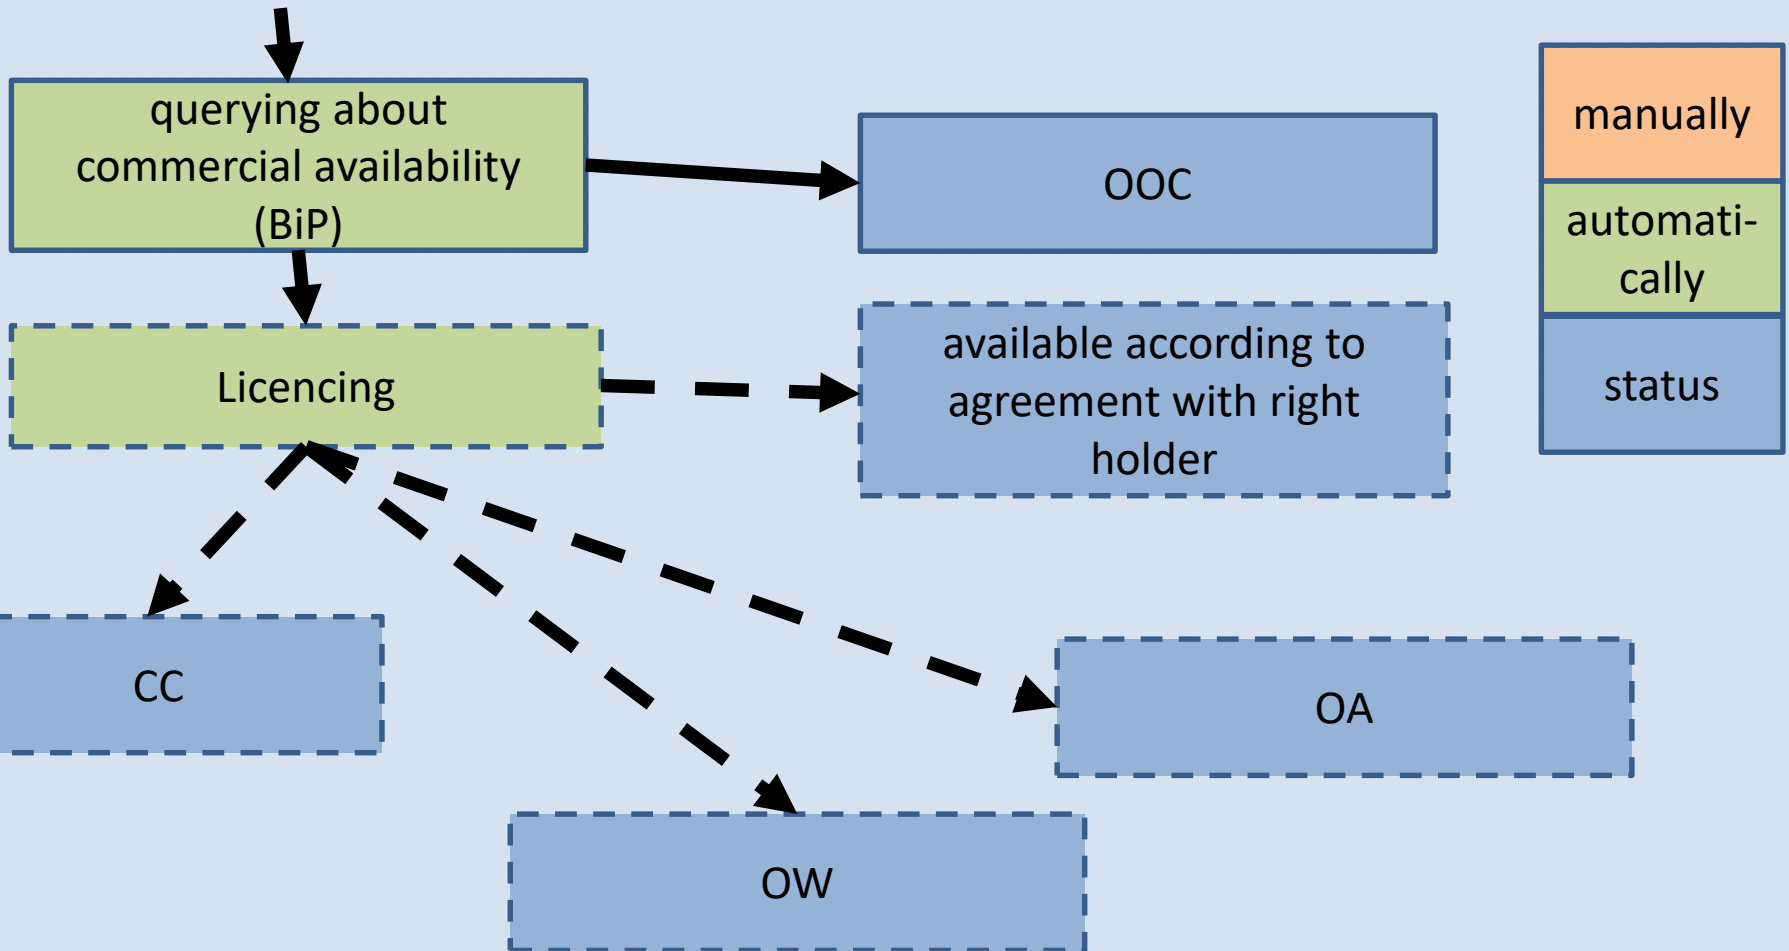 querying about
commercial availability
(BiP)
OOC
manually
automati-
cally
status
Licencing
available according to
agreement with right
holder
CC
OA
OW